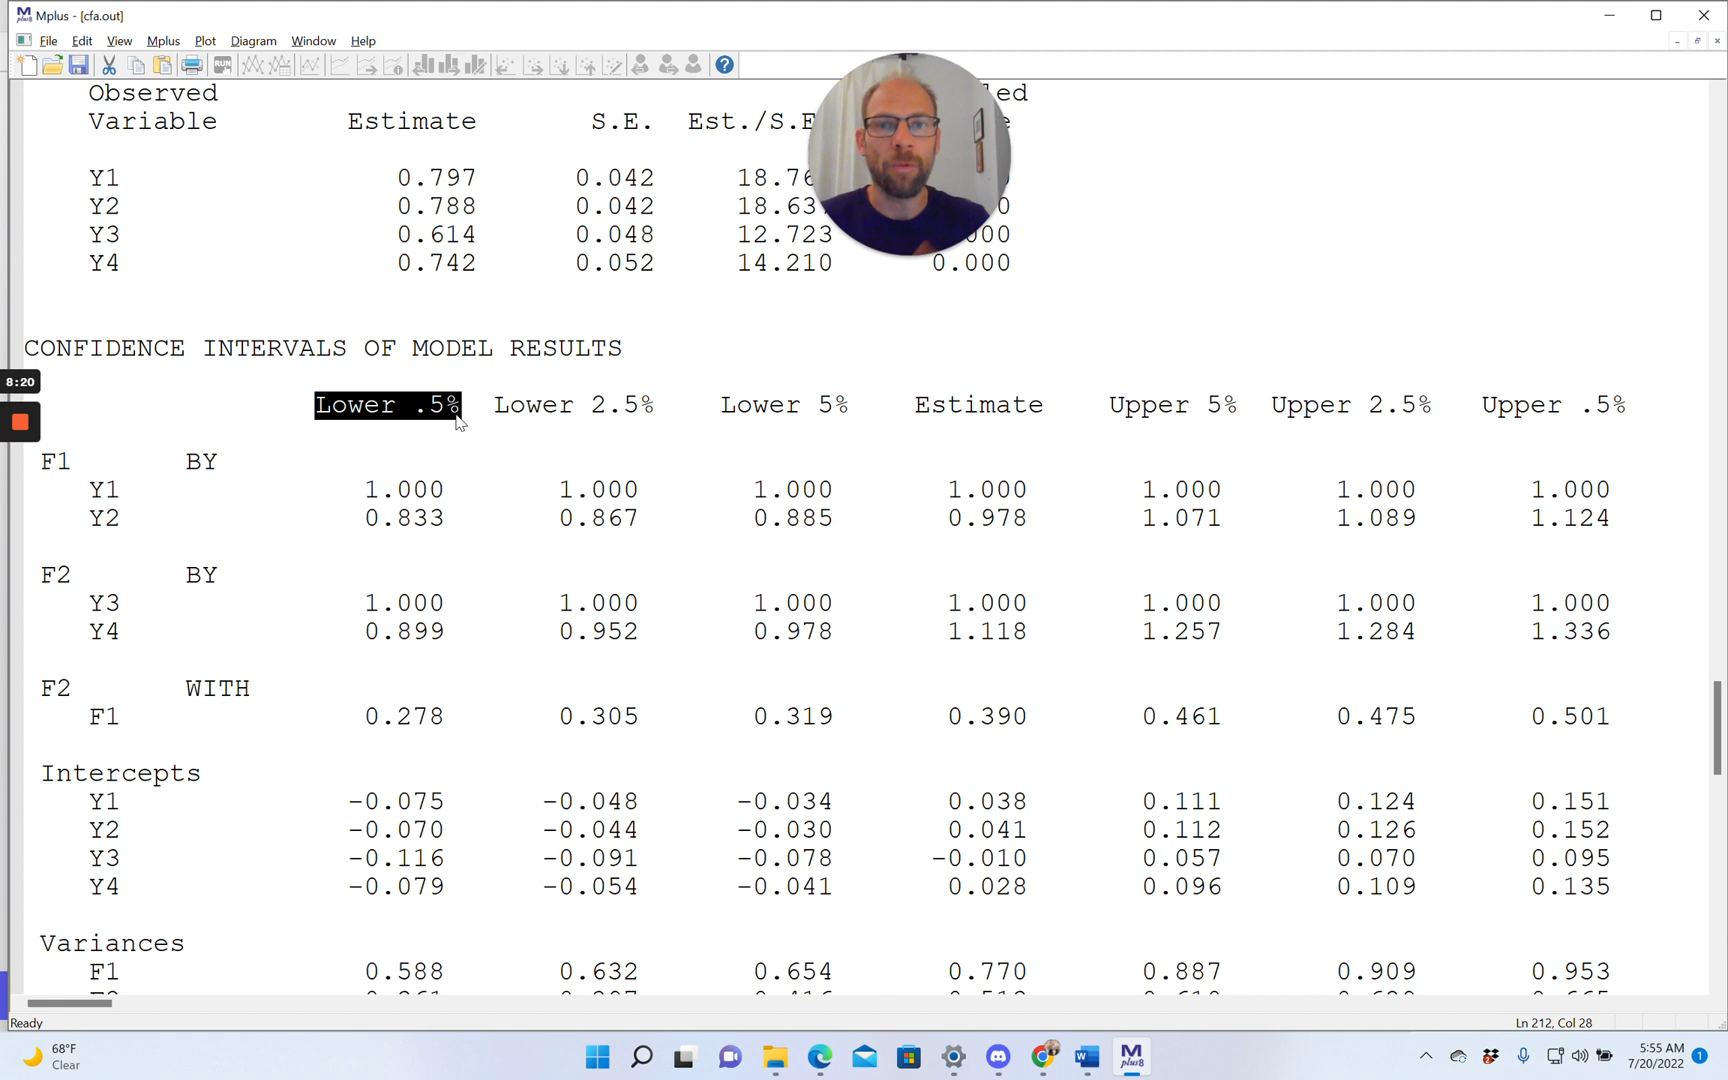 Mplus - [cfa.out]
File Edit View Mplus Plot Diagram Window Help
RUN
Observed
Variable Estimate S.E. Est./S.E
Y1 0.797 0.042 18.76
Y2 0.788 0.042 18.63
Y3 0.614 0.048 12.723
Y4 0.742 0.052 14.210 0.000
CONFIDENCE INTERVALS OF MODEL RESULTS
8:20
Lower .5% Lower 2.5% Lower 5% Estimate Upper 5% Upper 2.5% Upper .5%
F1 BY
Y1 1.000 1.000 1.000 1.000 1.000 1.000 1.000
Y2 0.833 0.867 0.885 0.978 1.071 1.089 1.124
F2 BY
Y3 1.000 1.000 1.000 1.000 1.000 1.000 1.000
Y4 0.899 0.952 0.978 1.118 1.257 1.284 1.336
F2 WITH
F1 0.278 0.305 0.319 0.390 0.461 0.475 0.501
Intercepts
Y1 -0.075 -0.048 -0.034 0.038 0.111 0.124 0.151
Y2 -0.070 -0.044 -0.030 0.041 0.112 0.126 0.152
Y3 -0.116 -0.091 -0.078 -0.010 0.057 0.070 0.095
Y4 -0.079 -0.054 -0.041 0.028 0.096 0.109 0.135
Variances
F1 0.588 0.632 0.654 0.770 0.887 0.909 0.953
Ready Ln 212, Col 28
68°F
Clear
5:55 AM
7/20/2022